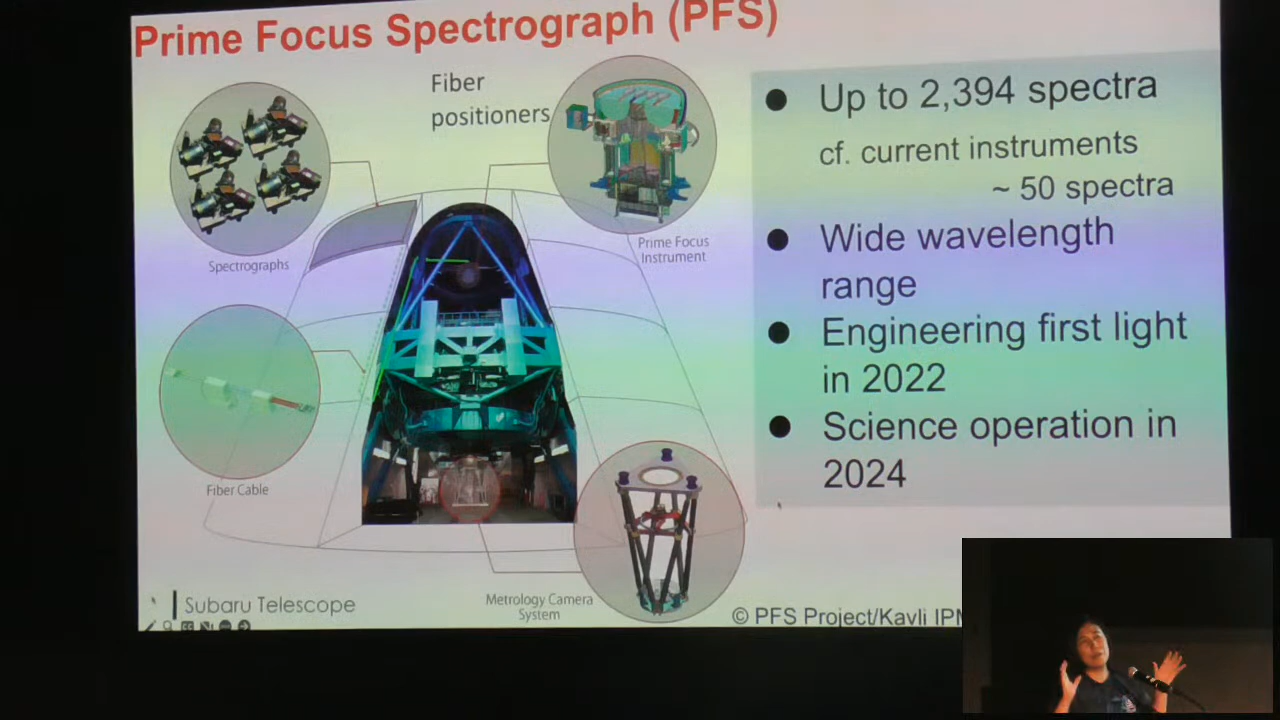 Prime Focus Spectrograph (PFS)
Fiber
positioners
Spectrographs
Prime Focus
Instrument
Fiber Cable
Metrology Camera
System
Up to 2,394 spectra
cf. current instruments
~ 50 spectra
Wide wavelength
range
Engineering first light
in 2022
Science operation in
2024
Subaru Telescope
© PFS Project/Kavli